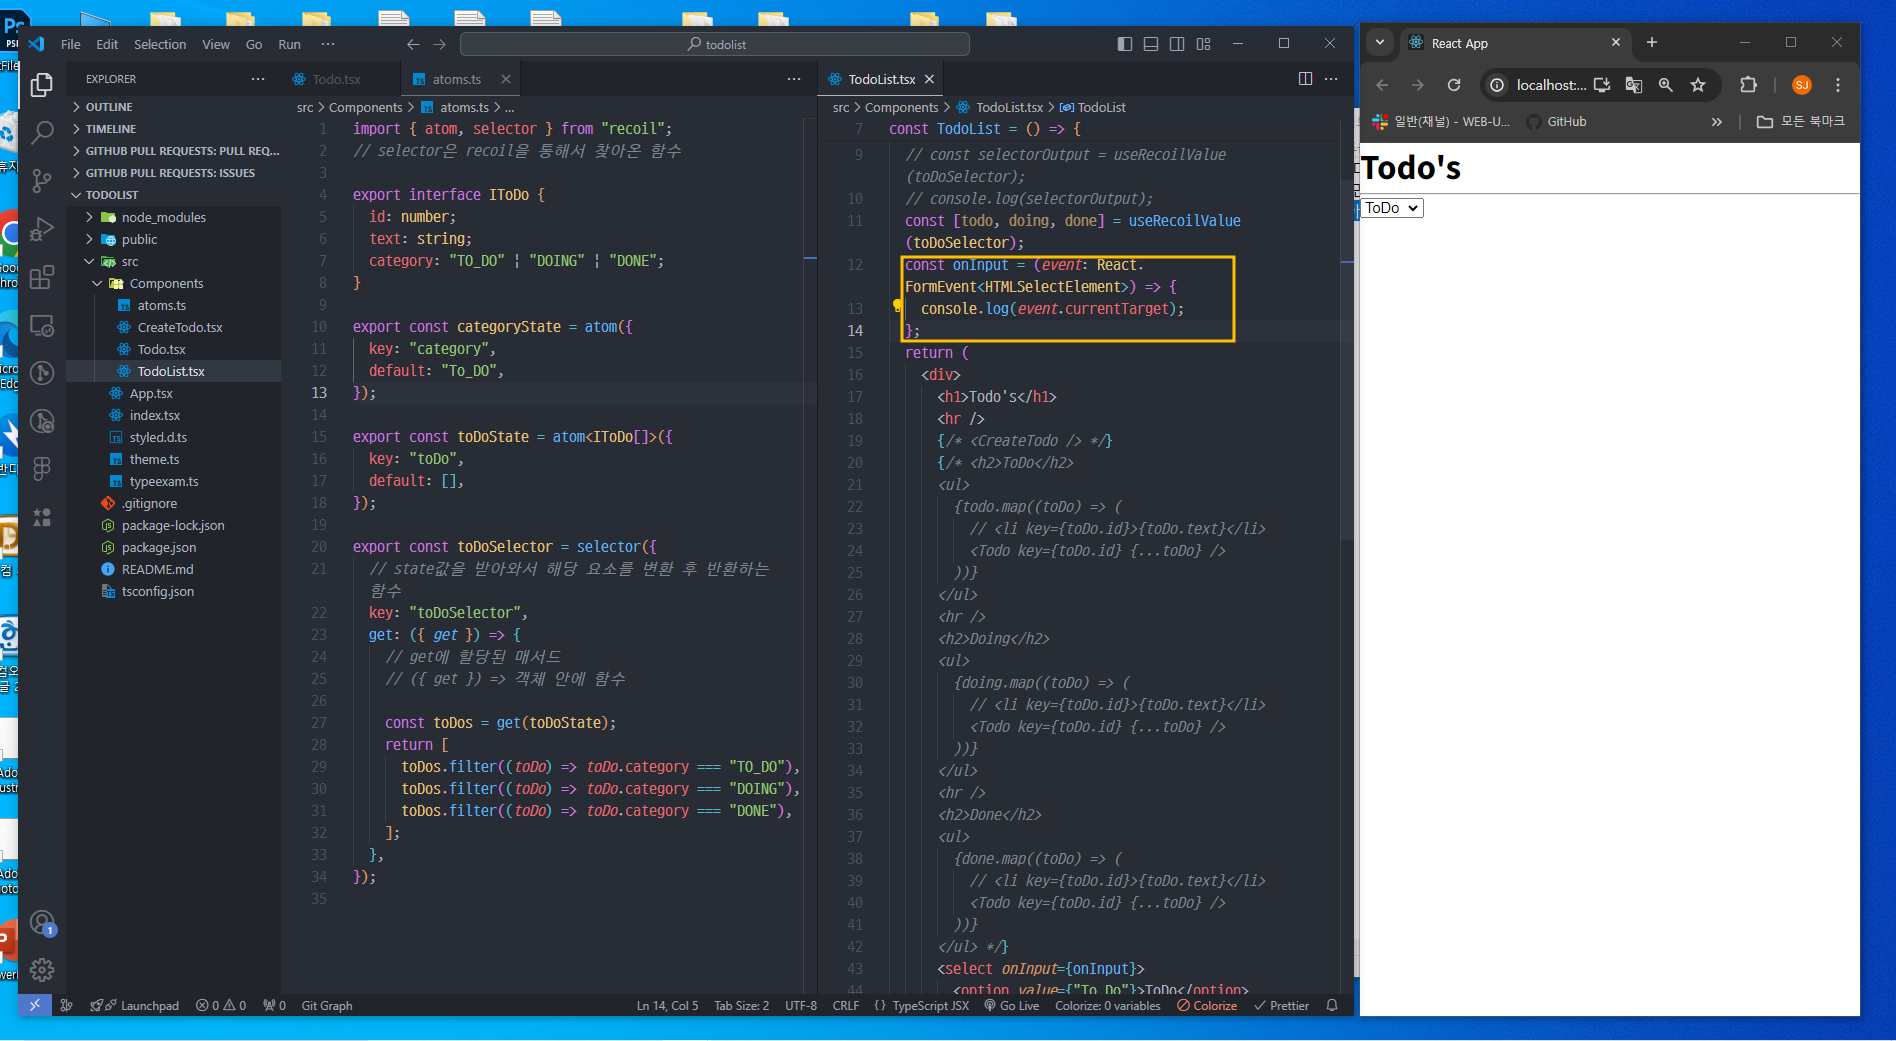 File Edit Selection View Go Run ···
todolist
EXPLORER
OUTLINE
TIMELINE
GITHUB PULL REQUESTS: PULL REQ...
GITHUB PULL REQUESTS: ISSUES
TODOLIST
node_modules
public
src
Components
atoms.ts
CreateTodo.tsx
Todo.tsx
TodoList.tsx
App.tsx
index.tsx
styled.d.ts
theme.ts
typeexam.ts
.gitignore
package-lock.json
package.json
README.md
tsconfig.json
Todo.tsx
atoms.ts
src > Components > atoms.ts > ...
1 import { atom, selector } from "recoil";
2 // selector은 recoil을 통해서 찾아온 함수
3
4 export interface IToDo {
5 id: number;
6 text: string;
7 category: "TO_DO" | "DOING" | "DONE";
8 }
9
10 export const categoryState = atom({
11 key: "category",
12 default: "To_DO",
13 });
14
15 export const toDoState = atom<IToDo[]>({
16 key: "toDo",
17 default: [],
18 });
19
20 export const toDoSelector = selector({
21 // state값을 받아와서 해당 요소를 변환 후 반환하는
함수
22 key: "toDoSelector",
23 get: ({ get }) => {
24 // get에 할당된 매서드
25 // ({ get }) => 객체 안에 함수
26
27 const toDos = get(toDoState);
28 return [
29 toDos.filter((toDo) => toDo.category === "TO_DO"),
30 toDos.filter((toDo) => toDo.category === "DOING"),
31 toDos.filter((toDo) => toDo.category === "DONE"),
32 ];
33 },
34 });
35
TodoList.tsx
src > Components > TodoList.tsx > TodoList
7 const TodoList = () => {
9 // const selectorOutput = useRecoilValue
(toDoSelector);
10 // console.log(selectorOutput);
11 const [todo, doing, done] = useRecoilValue
(toDoSelector);
12 const onInput = (event: React.
FormEvent<HTMLSelectElement>) => {
13 console.log(event.currentTarget);
14 };
15 return (
16 <div>
17 <h1>Todo's</h1>
18 <hr />
19 {/* <CreateTodo /> */}
20 {/* <h2>ToDo</h2>
21 <ul>
22 {todo.map((toDo) => (
23 // <li key={toDo.id}>{toDo.text}</li>
24 <Todo key={toDo.id} {...toDo} />
25 ))}
26 </ul>
27 <hr />
28 <h2>Doing</h2>
29 <ul>
30 {doing.map((toDo) => (
31 // <li key={toDo.id}>{toDo.text}</li>
32 <Todo key={toDo.id} {...toDo} />
33 ))}
34 </ul>
35 <hr />
36 <h2>Done</h2>
37 <ul>
38 {done.map((toDo) => (
39 // <li key={toDo.id}>{toDo.text}</li>
40 <Todo key={toDo.id} {...toDo} />
41 ))}
42 </ul> */}
43 <select onInput={onInput}>
44 <option value={"To_Do"}>ToDo</option>
1
Launchpad 0 0 0 Git Graph
Ln 14, Col 5 Tab Size: 2 UTF-8 CRLF {} TypeScript JSX Go Live Colorize: 0 variables Colorize Prettier
React App
localhost:... SJ
일반(채널) - WEB-U... GitHub 모든 북마크
Todo's
ToDo